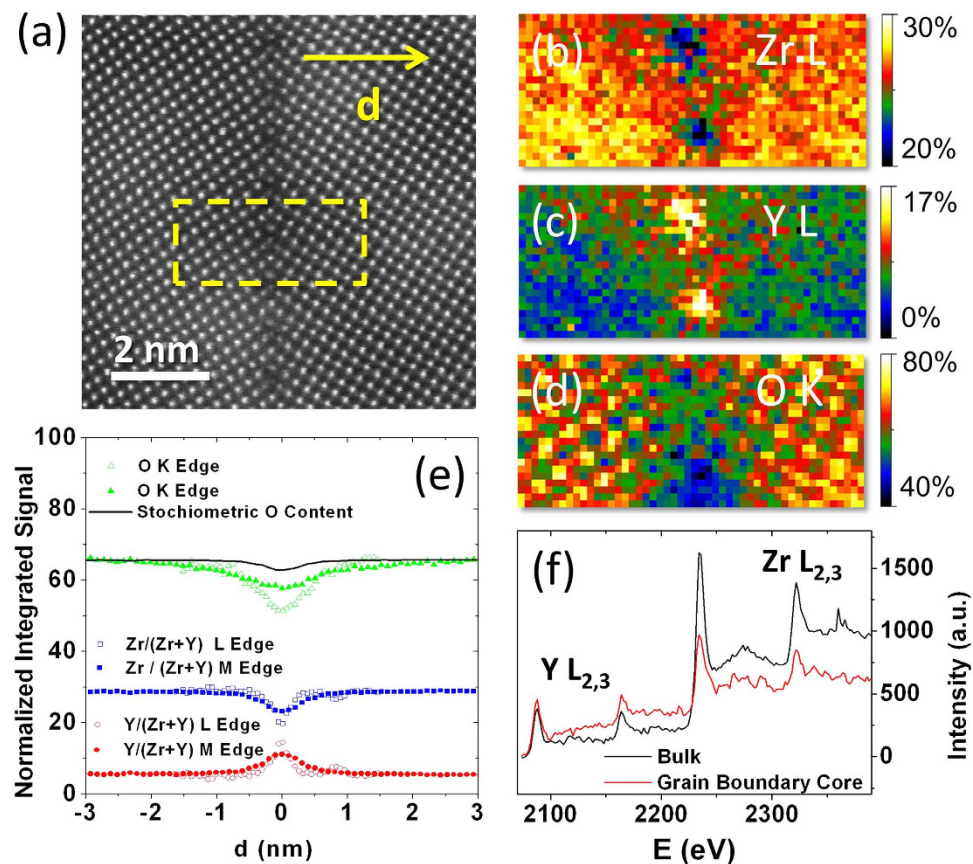 (a)
d
2 nm
(b)
Zr L
30%
20%
(c)
Y L
17%
0%
(d)
O K
80%
40%
(e)
100
80
60
40
20
0
Normalized Integrated Signal
O K Edge
O K Edge
Stochiometric O Content
Zr/(Zr+Y) L Edge
Zr / (Zr+Y) M Edge
Y/(Zr+Y) L Edge
Y/(Zr+Y) M Edge
-3 -2 -1 0 1 2 3
d (nm)
(f)
Zr L2,3
Y L2,3
1500
1000
500
0
Intensity (a.u.)
Bulk
Grain Boundary Core
2100 2200 2300
E (eV)